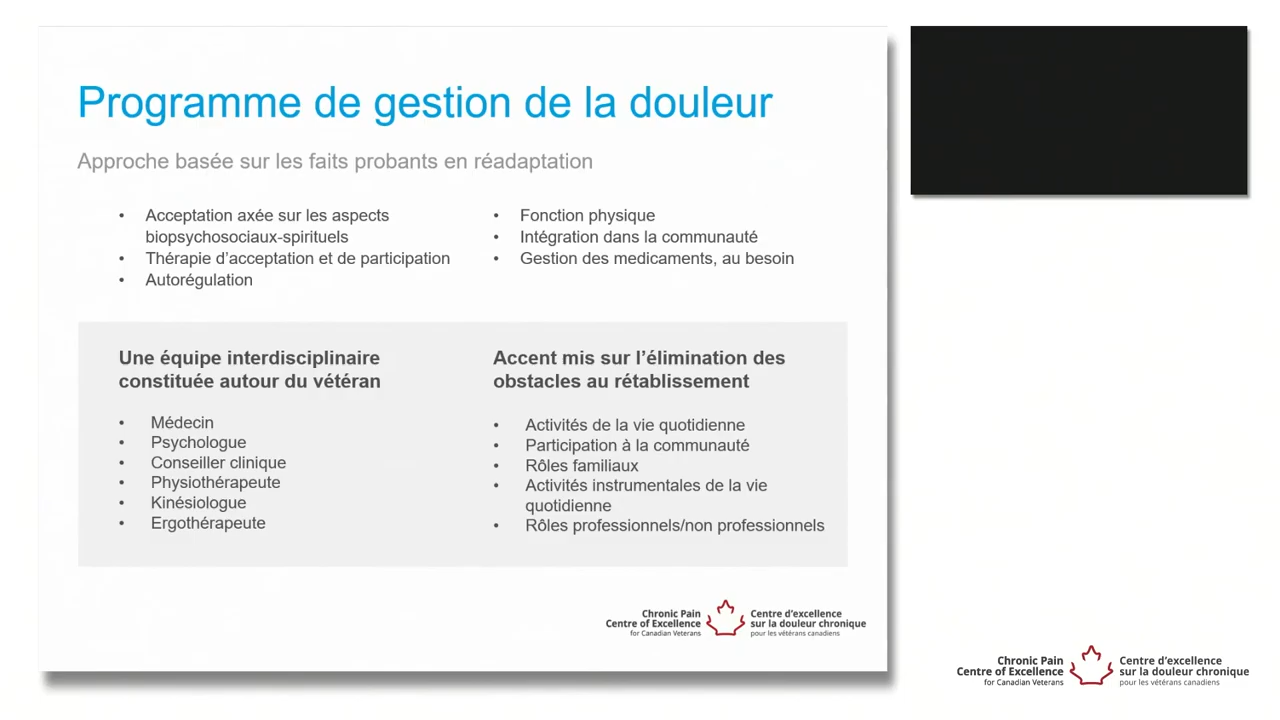 Programme de gestion de la douleur
Approche basée sur les faits probants en réadaptation
• Acceptation axée sur les aspects
biopsychosociaux-spirituels
• Thérapie d’acceptation et de participation
• Autorégulation
• Fonction physique
• Intégration dans la communauté
• Gestion des medicaments, au besoin
Une équipe interdisciplinaire
constituée autour du vétéran
• Médecin
• Psychologue
• Conseiller clinique
• Physiothérapeute
• Kinésiologue
• Ergothérapeute
Accent mis sur l’élimination des
obstacles au rétablissement
• Activités de la vie quotidienne
• Participation à la communauté
• Rôles familiaux
• Activités instrumentales de la vie
quotidienne
• Rôles professionnels/non professionnels
Chronic Pain
Centre of Excellence
for Canadian Veterans
Centre d’excellence
sur la douleur chronique
pour les vétérans canadiens
Chronic Pain
Centre of Excellence
for Canadian Veterans
Centre d’excellence
sur la douleur chronique
pour les vétérans canadiens